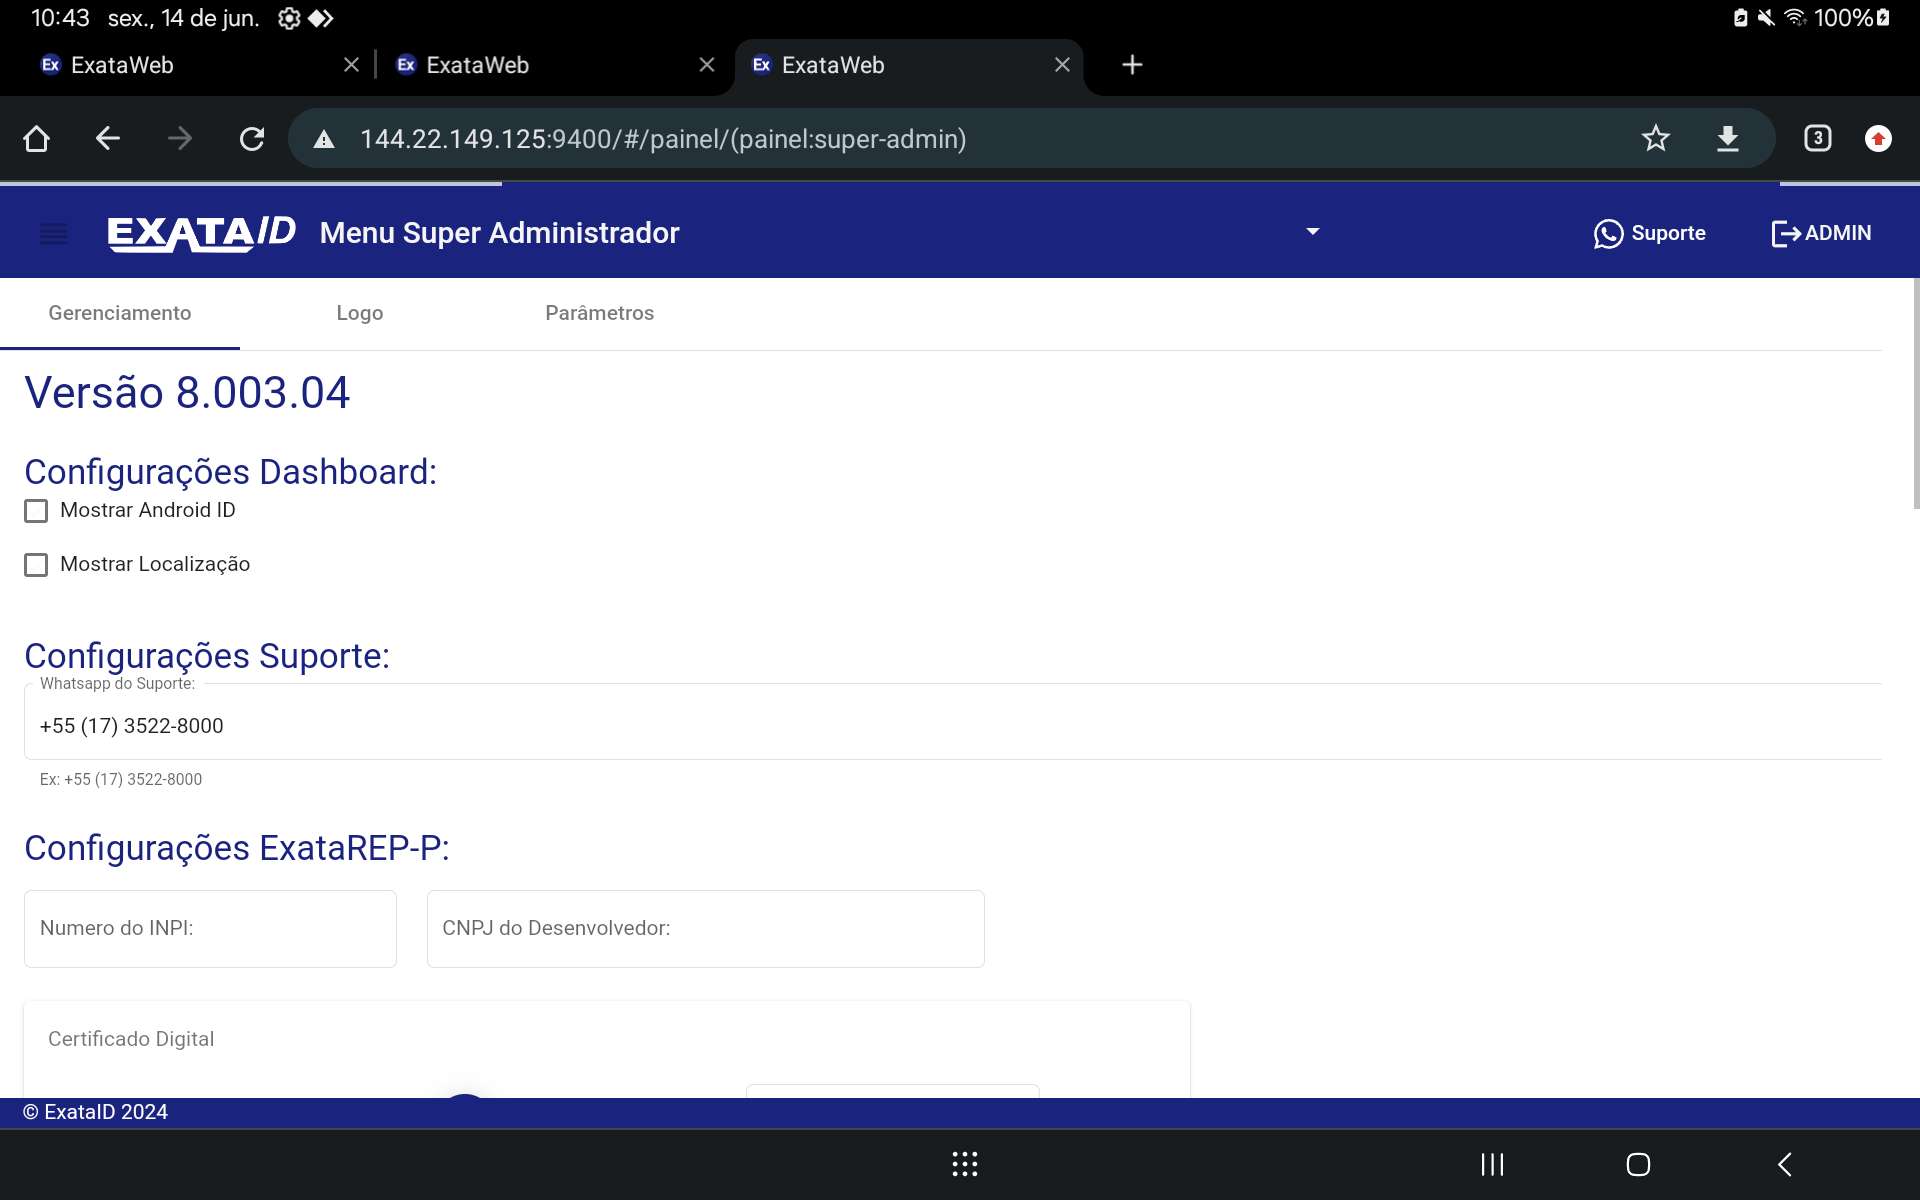 10:43 sex., 14 de jun. 100%
Ex ExataWeb Ex ExataWeb Ex ExataWeb
144.22.149.125:9400/#/painel/(painel:super-admin) 3
EXATAID Menu Super Administrador Suporte ADMIN
Gerenciamento Logo Parâmetros
Versão 8.003.04
Configurações Dashboard:
Mostrar Android ID
Mostrar Localização
Configurações Suporte:
Whatsapp do Suporte:
+55 (17) 3522-8000
Ex: +55 (17) 3522-8000
Configurações ExataREP-P:
Numero do INPI: CNPJ do Desenvolvedor:
Certificado Digital
© ExataID 2024